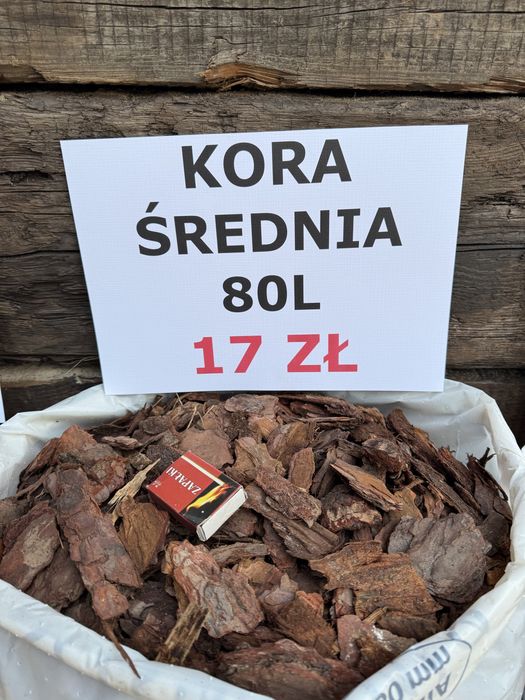 KORA
ŚREDNIA
80L
17 ZŁ
ZAPAŁKI